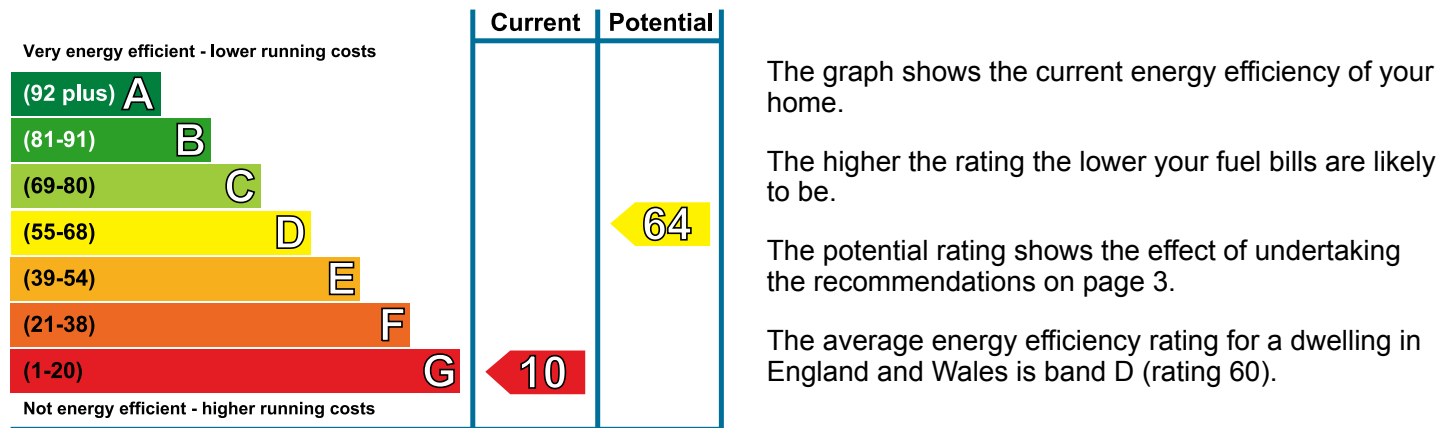 Current Potential
Very energy efficient - lower running costs
(92 plus) A
(81-91) B
(69-80) C
(55-68) D
64
(39-54) E
(21-38) F
(1-20) G
10
Not energy efficient - higher running costs
The graph shows the current energy efficiency of your
home.
The higher the rating the lower your fuel bills are likely
to be.
The potential rating shows the effect of undertaking
the recommendations on page 3.
The average energy efficiency rating for a dwelling in
England and Wales is band D (rating 60).